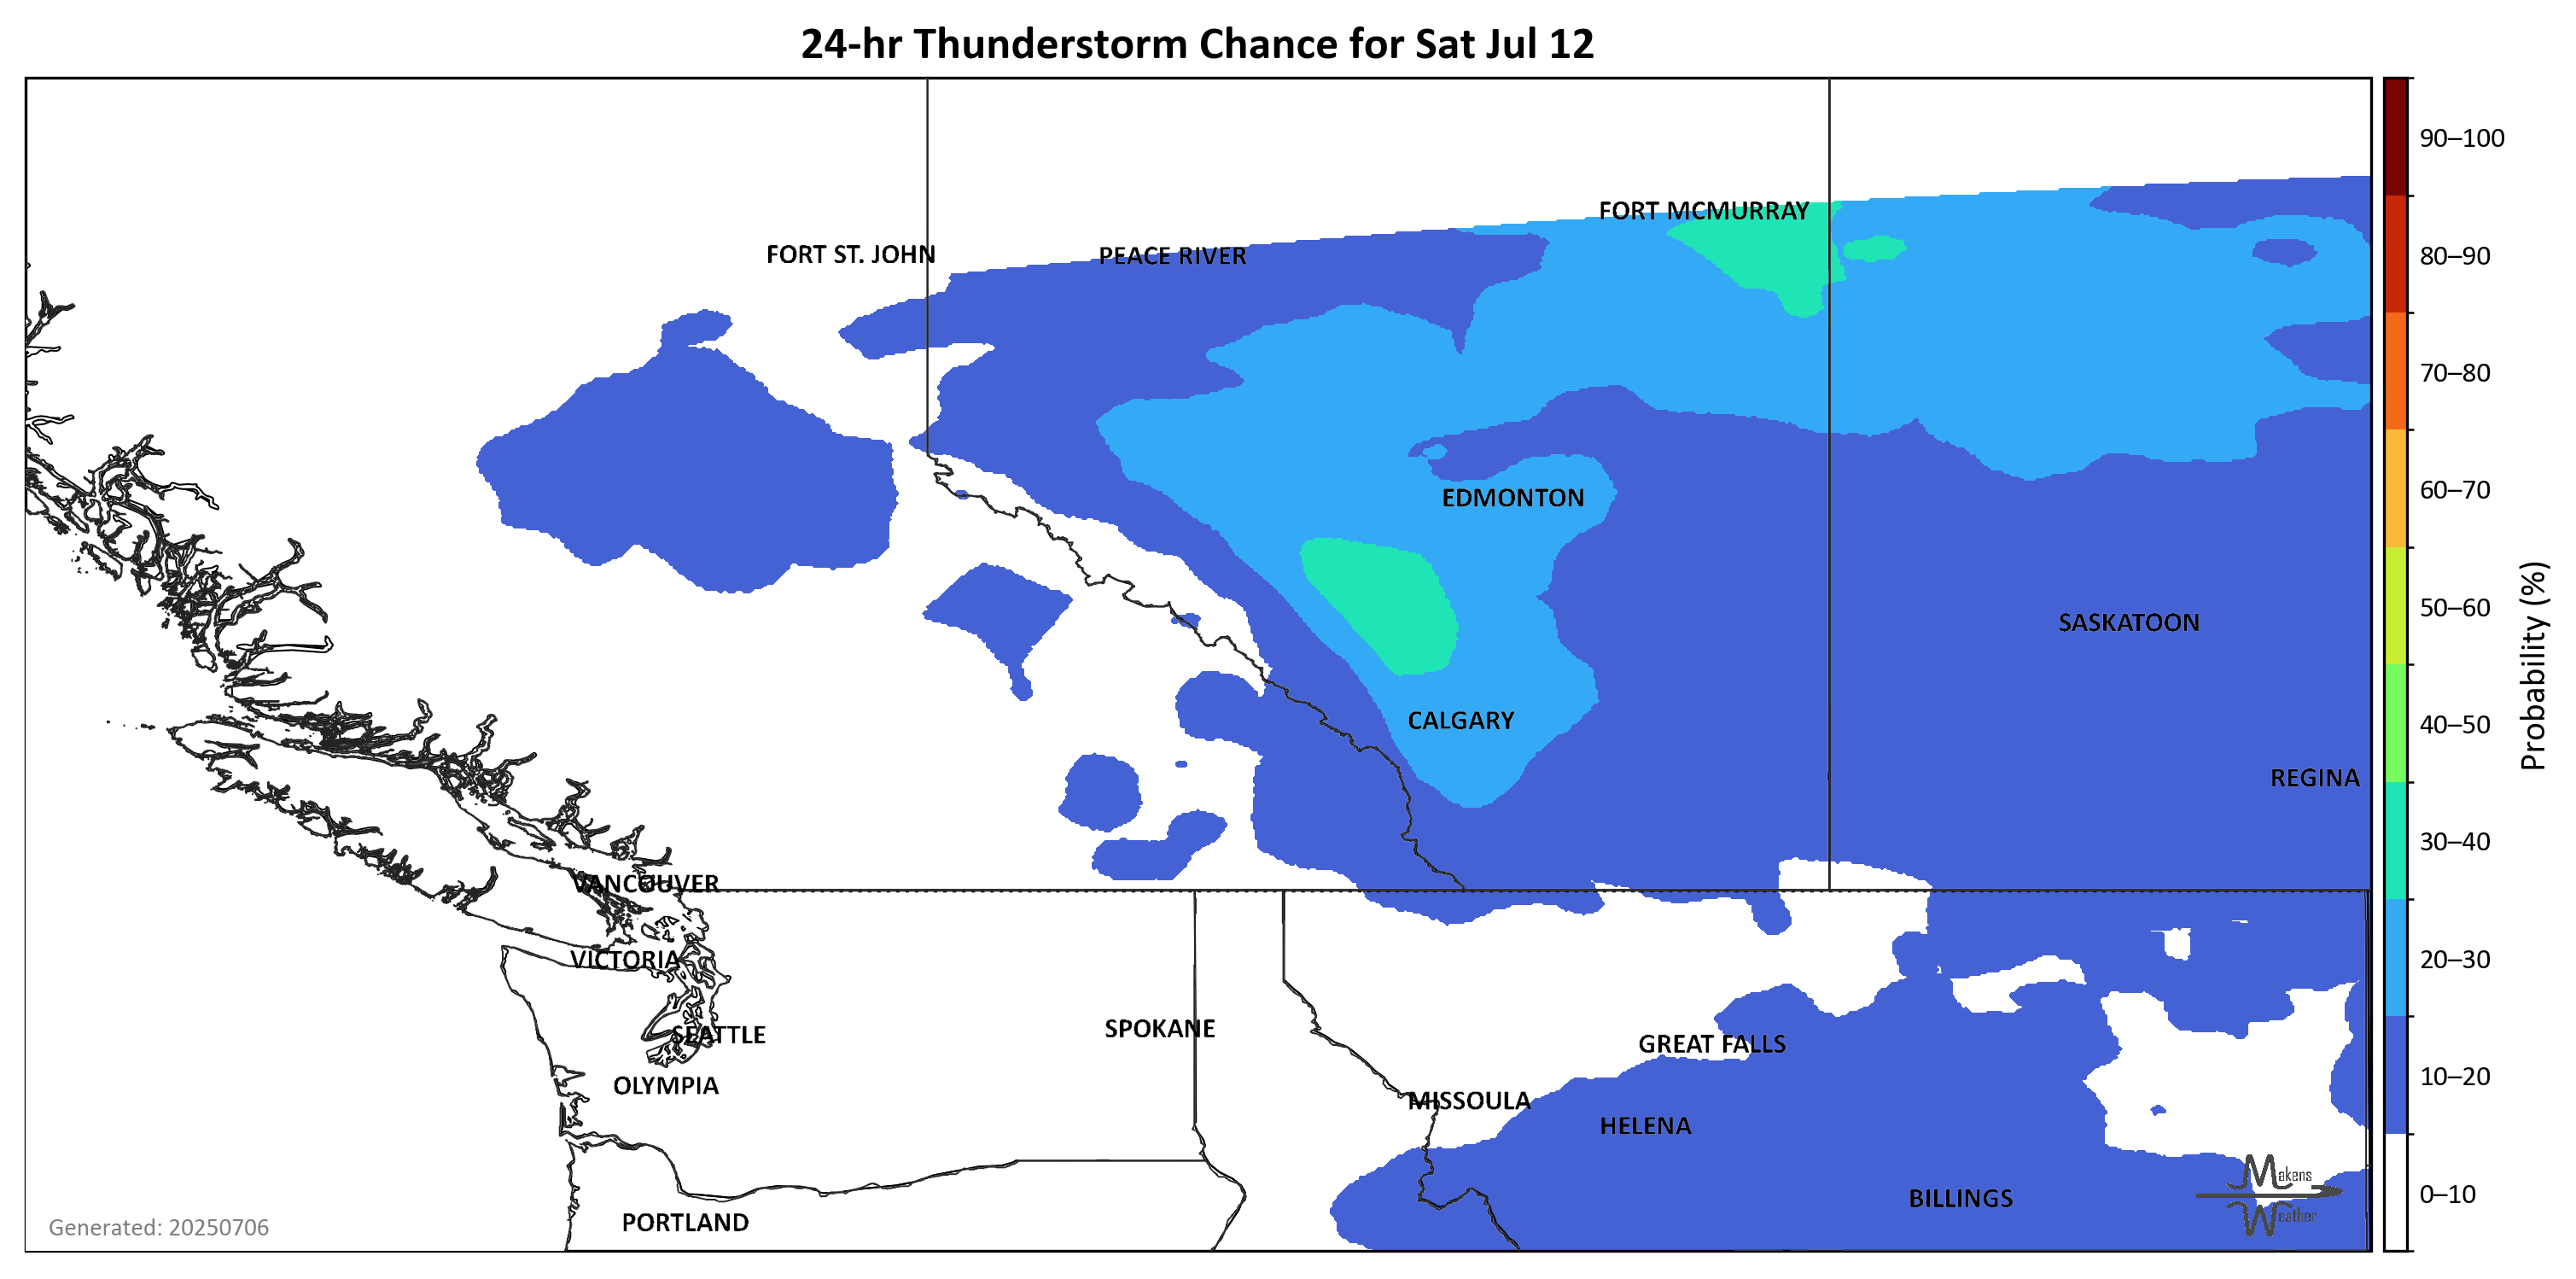 24-hr Thunderstorm Chance for Sat Jul 12
90–100
FORT MCMURRAY
FORT ST. JOHN
PEACE RIVER
80–90
70–80
60–70
EDMONTON
50–60
SASKATOON
CALGARY
40–50
Probability (%)
REGINA
30–40
VANCOUVER
VICTORIA
20–30
SEATTLE
SPOKANE
GREAT FALLS
OLYMPIA
MISSOULA
10–20
HELENA
Makens
Weather
BILLINGS
0–10
PORTLAND
Generated: 20250706